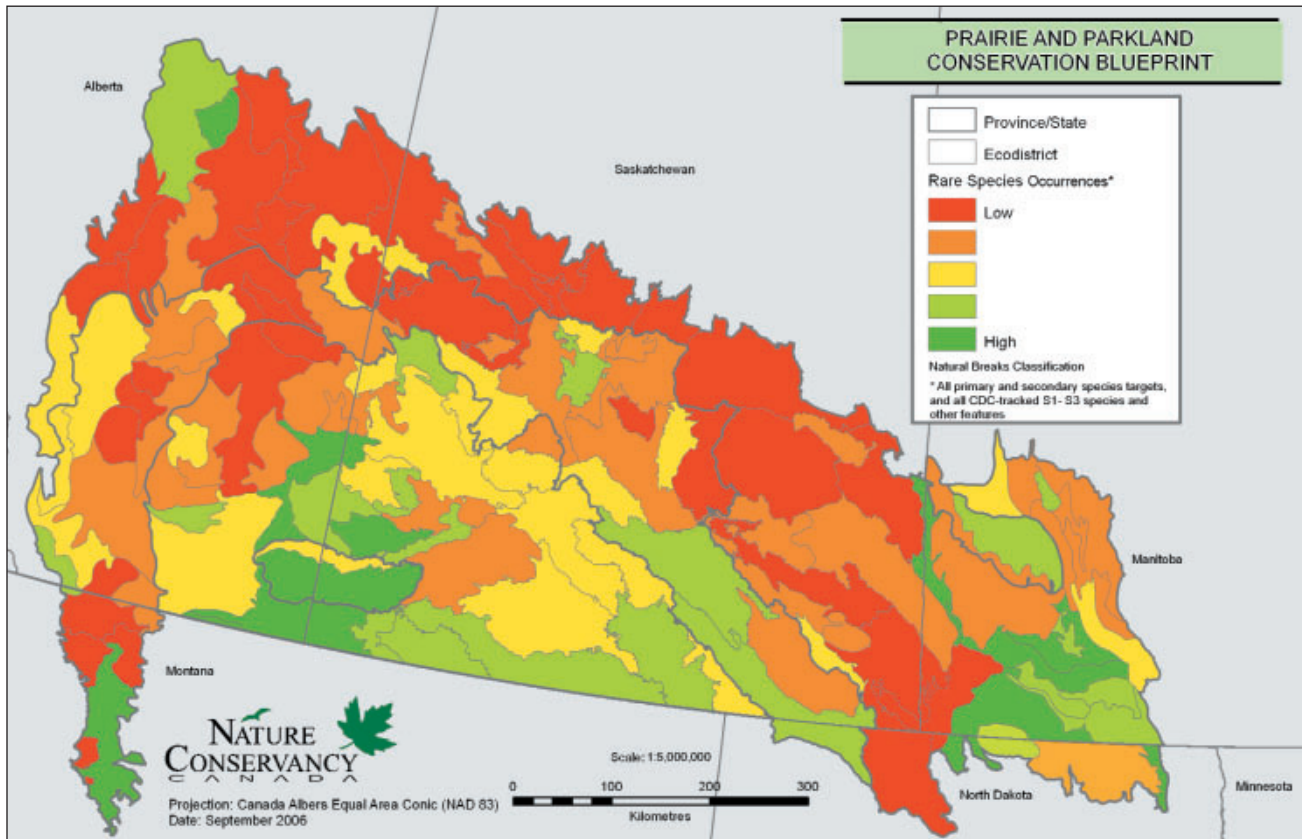 PRAIRIE AND PARKLAND
CONSERVATION BLUEPRINT
Province/State
Ecodistrict
Rare Species Occurrences*
Low
High
Natural Breaks Classification
* All primary and secondary species targets,
and all CDC-tracked S1- S3 species and
other features
Alberta
Saskatchewan
Manitoba
Montana
North Dakota
Minnesota
NATURE
CONSERVANCY
CANADA
Projection: Canada Albers Equal Area Conic (NAD 83)
Date: September 2006
Scale: 1:5,000,000
0 50 100 200 300
Kilometres